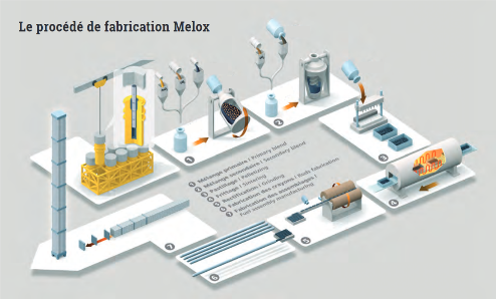 Le procédé de fabrication Melox
1 Mélange primaire / Primary blend
2 Mélange secondaire / Secondary blend
3 Pastillage / Pelletizing
4 Frittage / Sintering
5 Rectification / Grinding
6 Fabrication des crayons / Rods fabrication
7 Fabrication des assemblages /
Fuel assembly manufacturing
1
2
3
4
5
6
7